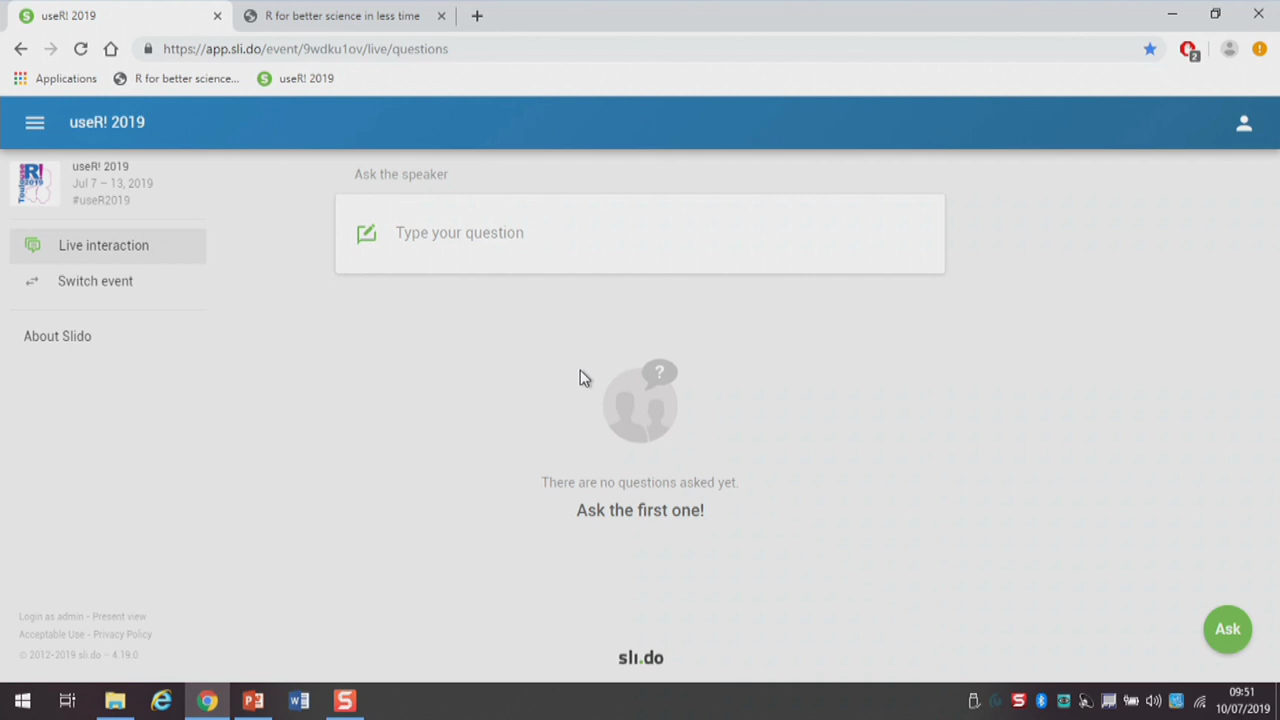 useR! 2019
R for better science in less time
https://app.sli.do/event/9wdku1ov/live/questions
2
Applications
R for better science...
useR! 2019
useR! 2019
Toulouse
R!
2019
useR! 2019
Jul 7 – 13, 2019
#useR2019
Live interaction
Switch event
About Slido
Ask the speaker
Type your question
?
There are no questions asked yet.
Ask the first one!
Login as admin - Present view
Acceptable Use - Privacy Policy
© 2012-2019 sli.do – 4.19.0
sli.do
Ask
09:51
10/07/2019